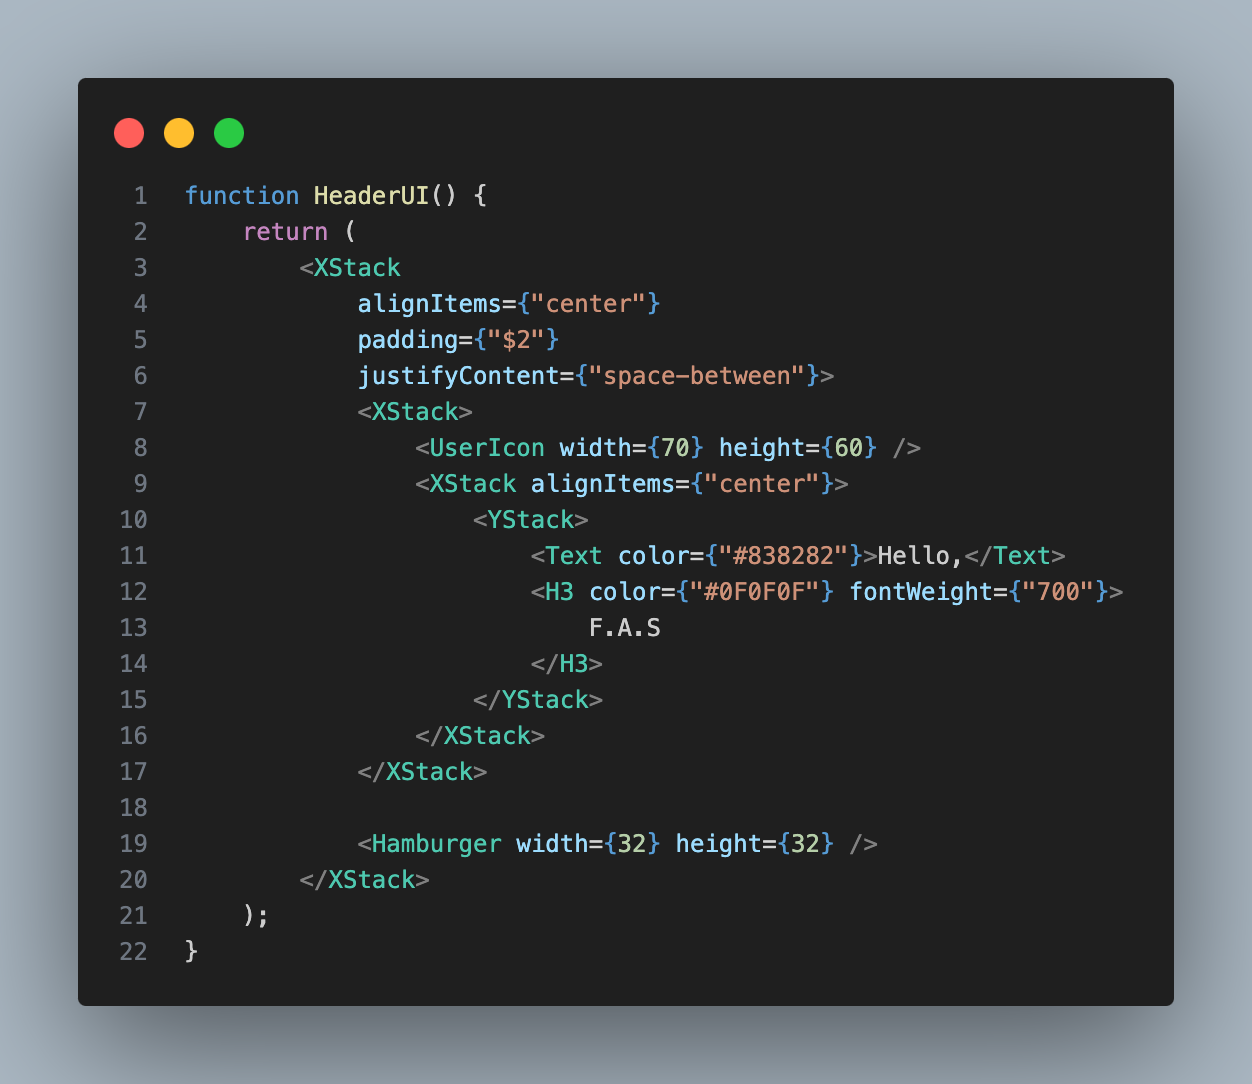 1 function HeaderUI() {
2     return (
3         <XStack
4             alignItems={"center"}
5             padding={"$2"}
6             justifyContent={"space-between"}>
7             <XStack>
8                 <UserIcon width={70} height={60} />
9                 <XStack alignItems={"center"}>
10                     <YStack>
11                         <Text color={"#838282"}>Hello,</Text>
12                         <H3 color={"#0F0F0F"} fontWeight={"700"}>
13                             F.A.S
14                         </H3>
15                     </YStack>
16                 </XStack>
17             </XStack>
18
19             <Hamburger width={32} height={32} />
20         </XStack>
21     );
22 }